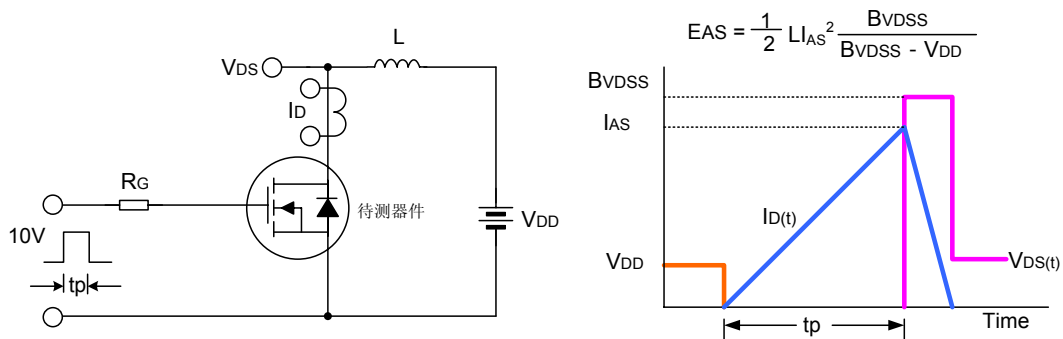 L
VDS
ID
RG
10V
tp
待测器件
VDD
EAS = 1/2 LIAS² BVDSS / BVDSS - VDD
BVDSS
IAS
ID(t)
VDD
VDS(t)
tp
Time